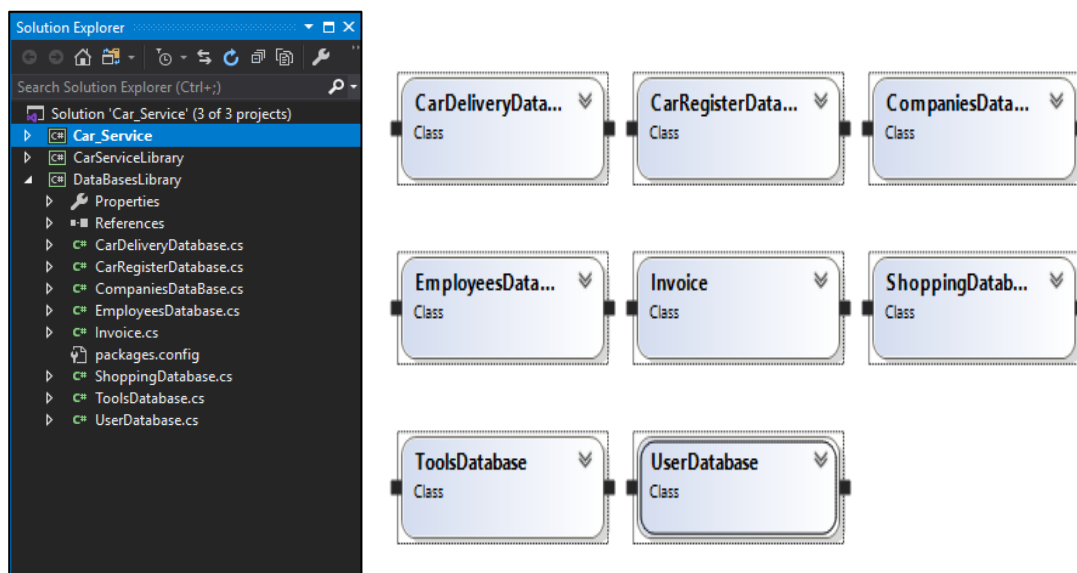 Solution Explorer
Search Solution Explorer (Ctrl+;)
Solution 'Car_Service' (3 of 3 projects)
C# Car_Service
C# CarServiceLibrary
C# DataBasesLibrary
Properties
References
C# CarDeliveryDatabase.cs
C# CarRegisterDatabase.cs
C# CompaniesDataBase.cs
C# EmployeesDatabase.cs
C# Invoice.cs
packages.config
C# ShoppingDatabase.cs
C# ToolsDatabase.cs
C# UserDatabase.cs
CarDeliveryData...
Class
CarRegisterData...
Class
CompaniesData...
Class
EmployeesData...
Class
Invoice
Class
ShoppingDatab...
Class
ToolsDatabase
Class
UserDatabase
Class